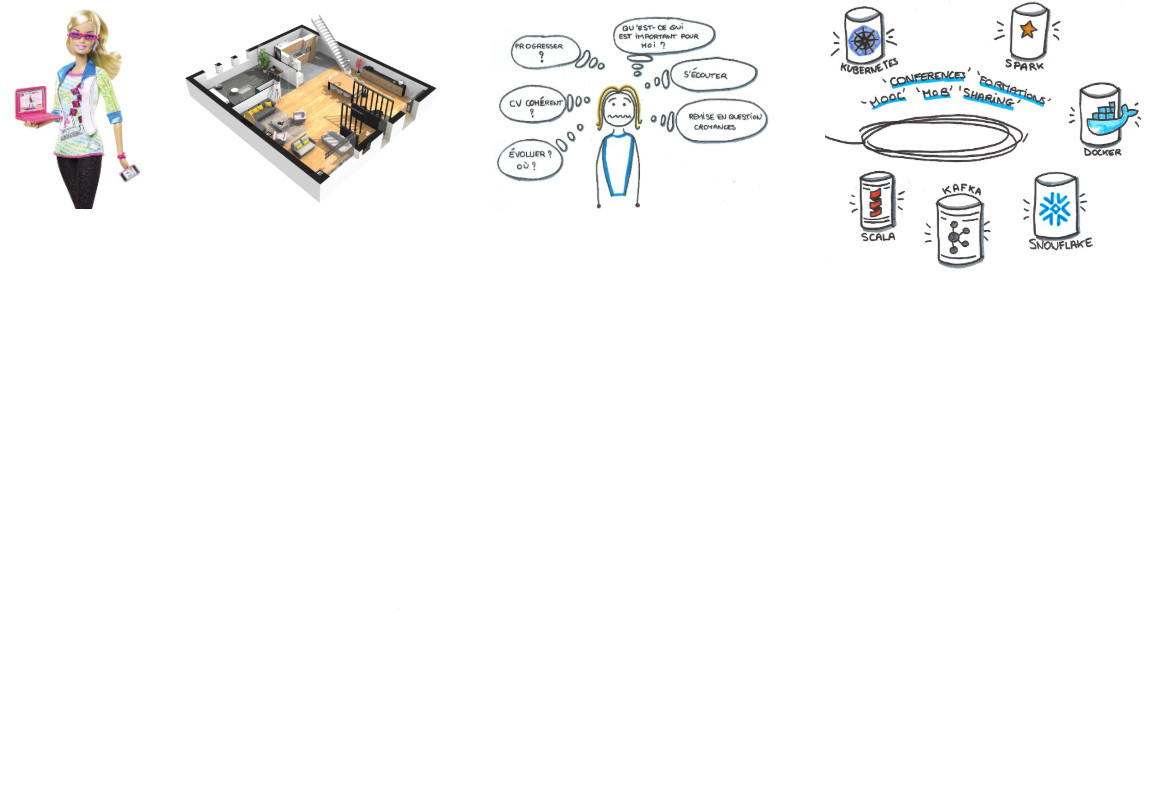 PROGRESSER
?
QU'EST-CE QUI
EST IMPORTANT POUR
MOI ?
S'ÉCOUTER
CV COHÉRENT
?
REMISE EN QUESTION
CROYANCES
ÉVOLUER ?
OÙ ?
KUBERNETES
SPARK
'CONFERENCES' 'FORMATIONS'
'MOOC' 'MOB' 'SHARING'
DOCKER
SCALA
KAFKA
SNOWFLAKE